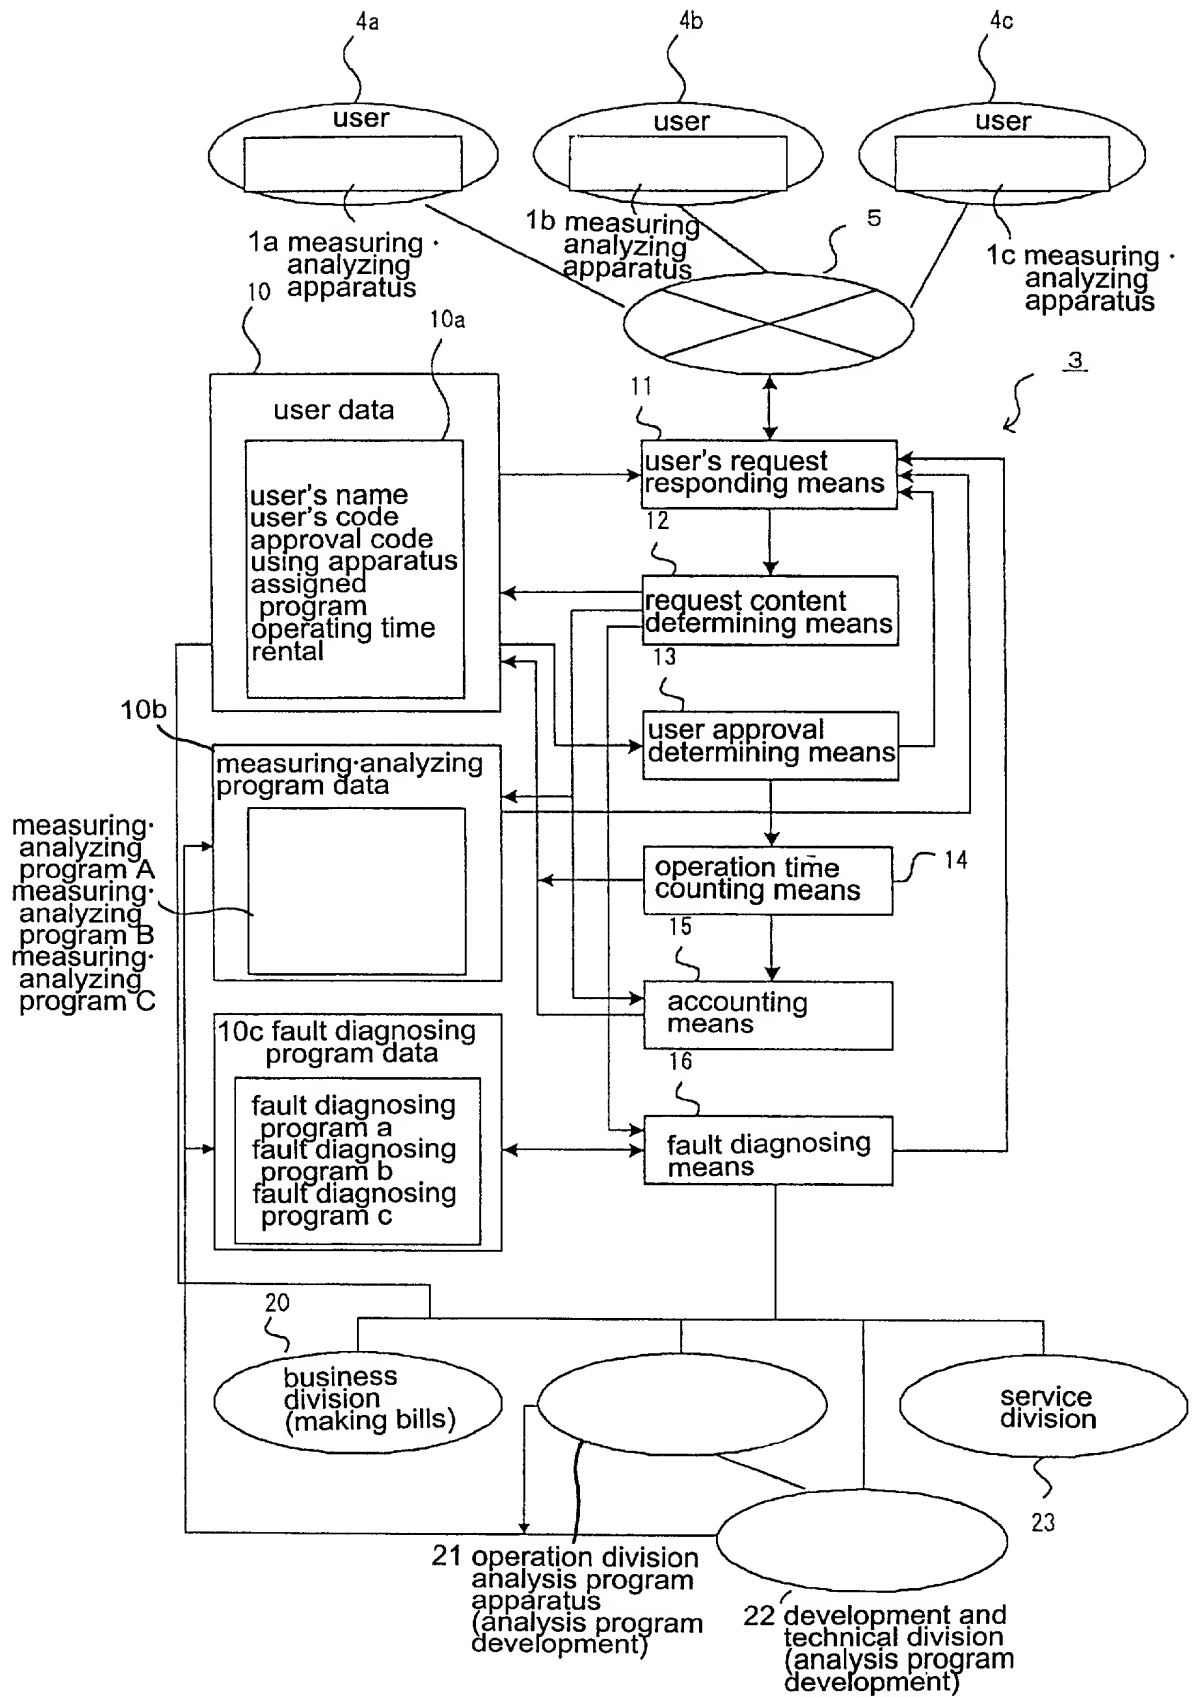 4a
4b
4c
user
user
user
1a measuring·
analyzing
apparatus
1b measuring
analyzing
apparatus
5
1c measuring·
analyzing
apparatus
10
10a
3
user data
user's name
user's code
approval code
using apparatus
assigned
program
operating time
rental
11
user's request
responding means
12
request content
determining means
13
user approval
determining means
10b
measuring·analyzing
program data
measuring·
analyzing
program A
measuring·
analyzing
program B
measuring·
analyzing
program C
operation time
counting means
14
15
accounting
means
10c fault diagnosing
program data
fault diagnosing
program a
fault diagnosing
program b
fault diagnosing
program c
16
fault diagnosing
means
20
business
division
(making bills)
service
division
23
21 operation division
analysis program
apparatus
(analysis program
development)
22 development and
technical division
(analysis program
development)